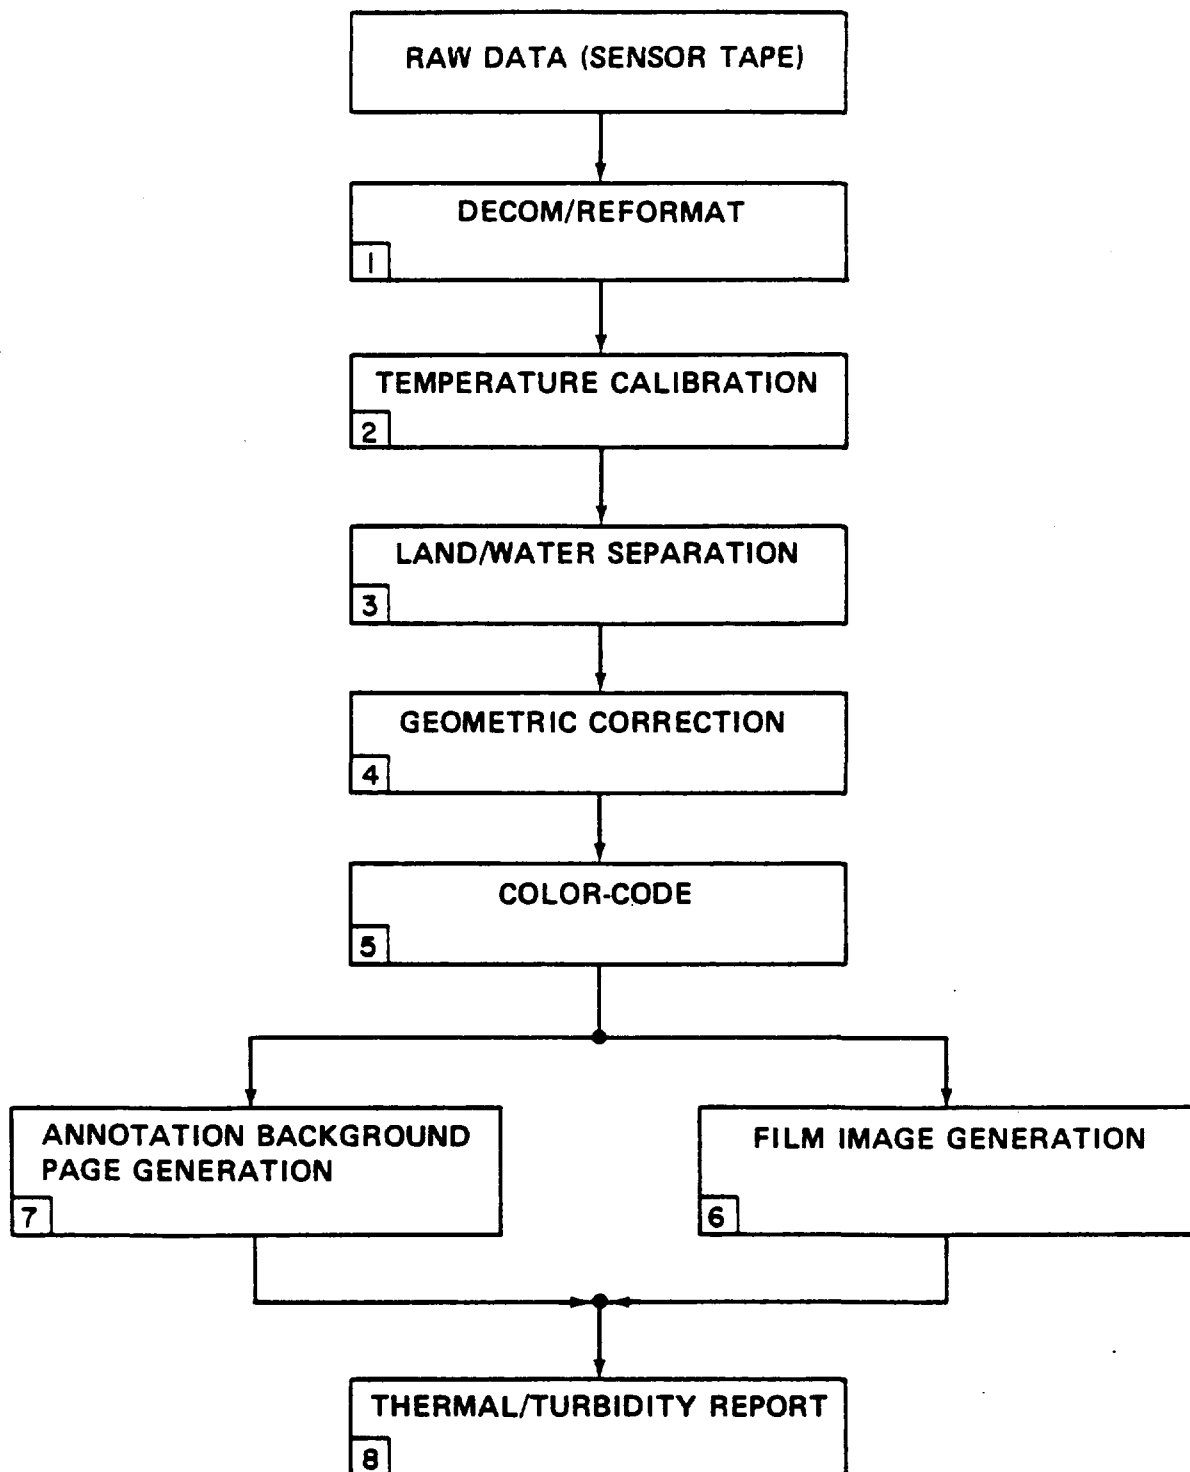 RAW DATA (SENSOR TAPE)
DECOM/REFORMAT
1
TEMPERATURE CALIBRATION
2
LAND/WATER SEPARATION
3
GEOMETRIC CORRECTION
4
COLOR-CODE
5
ANNOTATION BACKGROUND
PAGE GENERATION
7
FILM IMAGE GENERATION
6
THERMAL/TURBIDITY REPORT
8